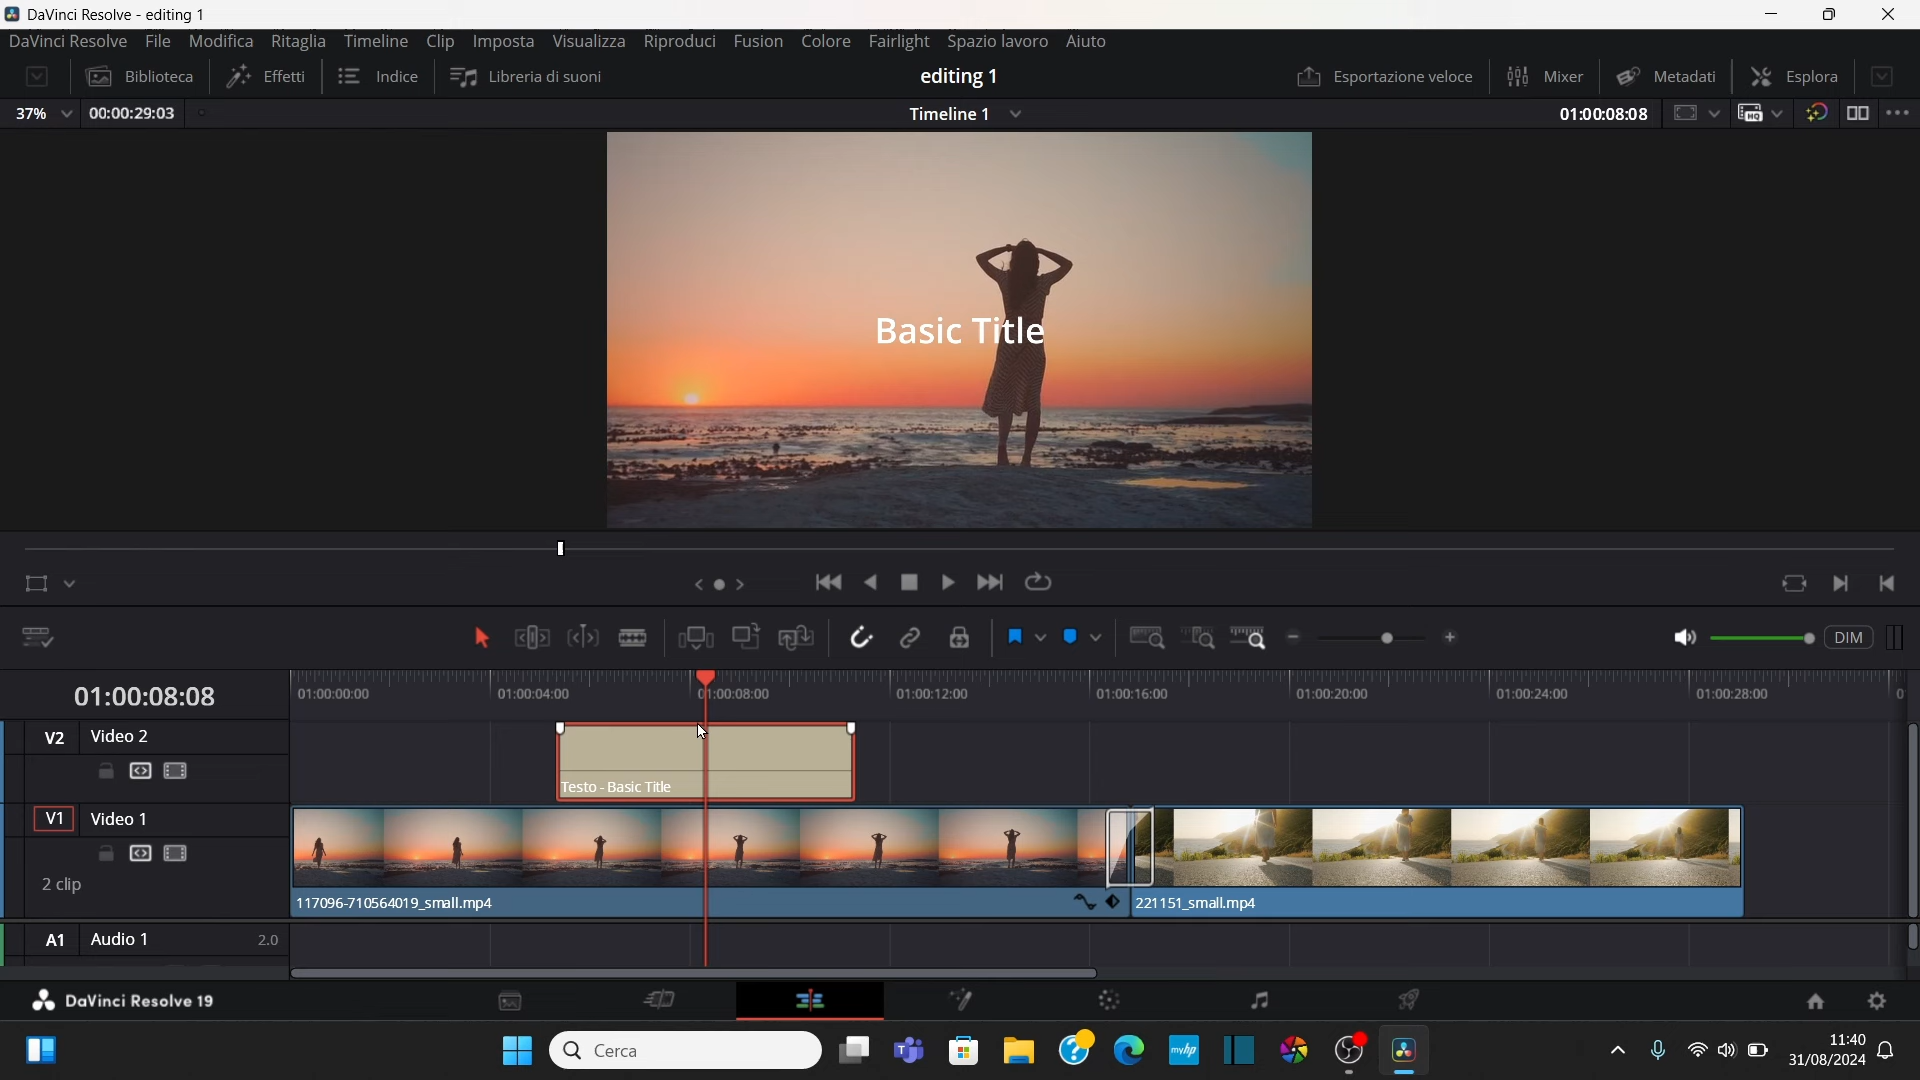 DaVinci Resolve - editing 1
DaVinci Resolve File Modifica Ritaglia Timeline Clip Imposta Visualizza Riproduci Fusion Colore Fairlight Spazio lavoro Aiuto
Biblioteca Effetti Indice Libreria di suoni editing 1 Esportazione veloce Mixer Metadati Esplora
37% 00:00:29:03 Timeline 1 01:00:08:08 HQ
Basic Title
DIM
01:00:08:08 01:00:00:00 01:00:04:00 01:00:08:00 01:00:12:00 01:00:16:00 01:00:20:00 01:00:24:00 01:00:28:00 0
V2 Video 2
Testo - Basic Title
V1 Video 1
2 clip
117096-710564019_small.mp4 221151_small.mp4
A1 Audio 1 2.0
DaVinci Resolve 19
Cerca
myhp
11:40
31/08/2024